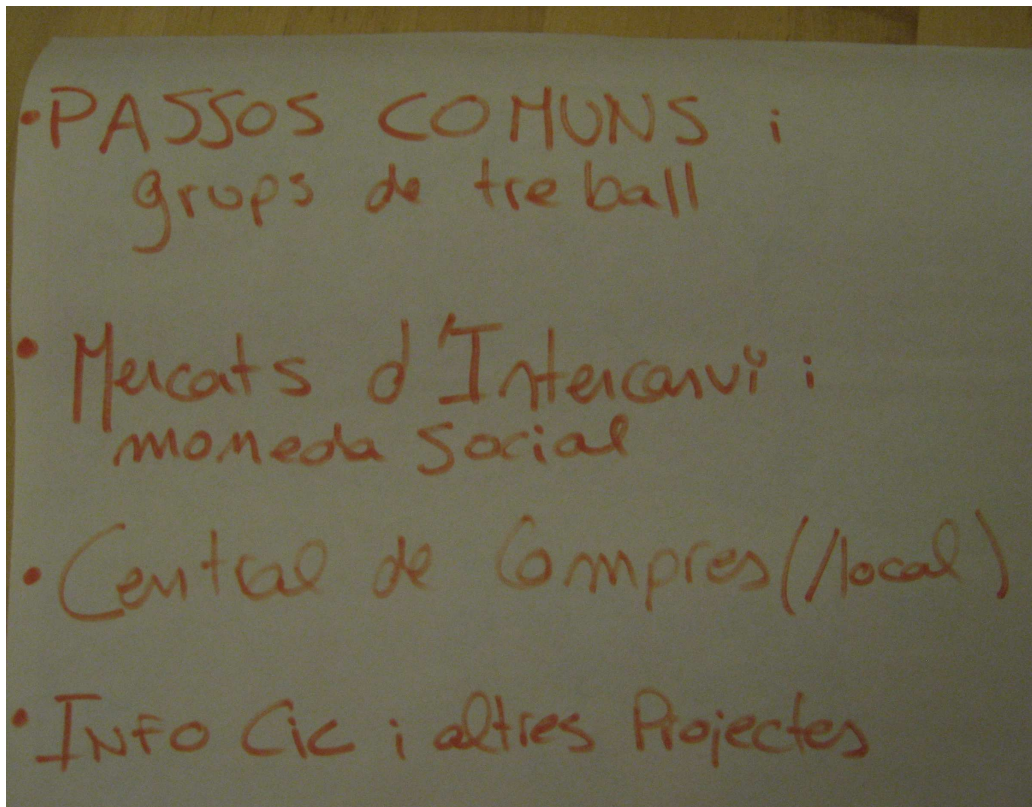 ·PASSOS COMUNS i
grups de treball
· Mercats d'Intercanvi i
moneda Social
· Central de Compres (/local)
· INFO Cic i altres Projectes